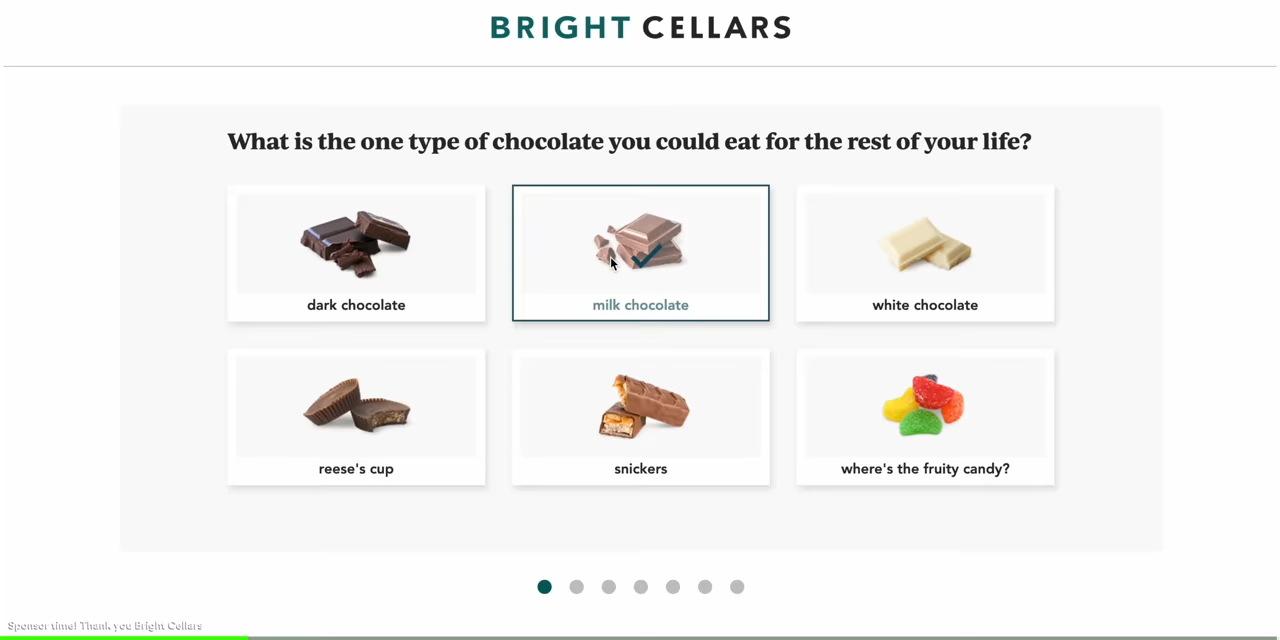 BRIGHT CELLARS
What is the one type of chocolate you could eat for the rest of your life?
dark chocolate
milk chocolate
white chocolate
reese's cup
snickers
where's the fruity candy?
Sponsor time! Thank you Bright Cellars